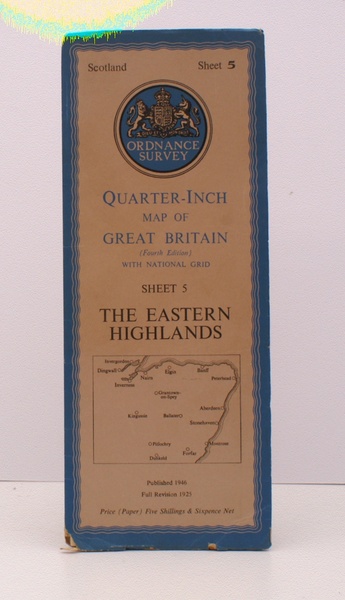 Scotland Sheet 5
ORDNANCE
SURVEY
QUARTER-INCH
MAP OF
GREAT BRITAIN
(Fourth Edition)
WITH NATIONAL GRID
SHEET 5
THE EASTERN
HIGHLANDS
Invergordon
Dingwall Nairn Elgin Banff Peterhead
Inverness
Grantown-
on-Spey
Kingussie Ballater Aberdeen
Stonehaven
Pitlochry Montrose
Dunkeld Forfar
Published 1946
Full Revision 1925
Price (Paper) Five Shillings & Sixpence Net